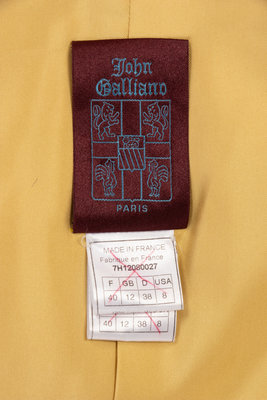 John
Galliano
PARIS
MADE IN FRANCE
Fabriqué en France
7H12080027
F GB D USA
40 12 38 8
40 12 38 8